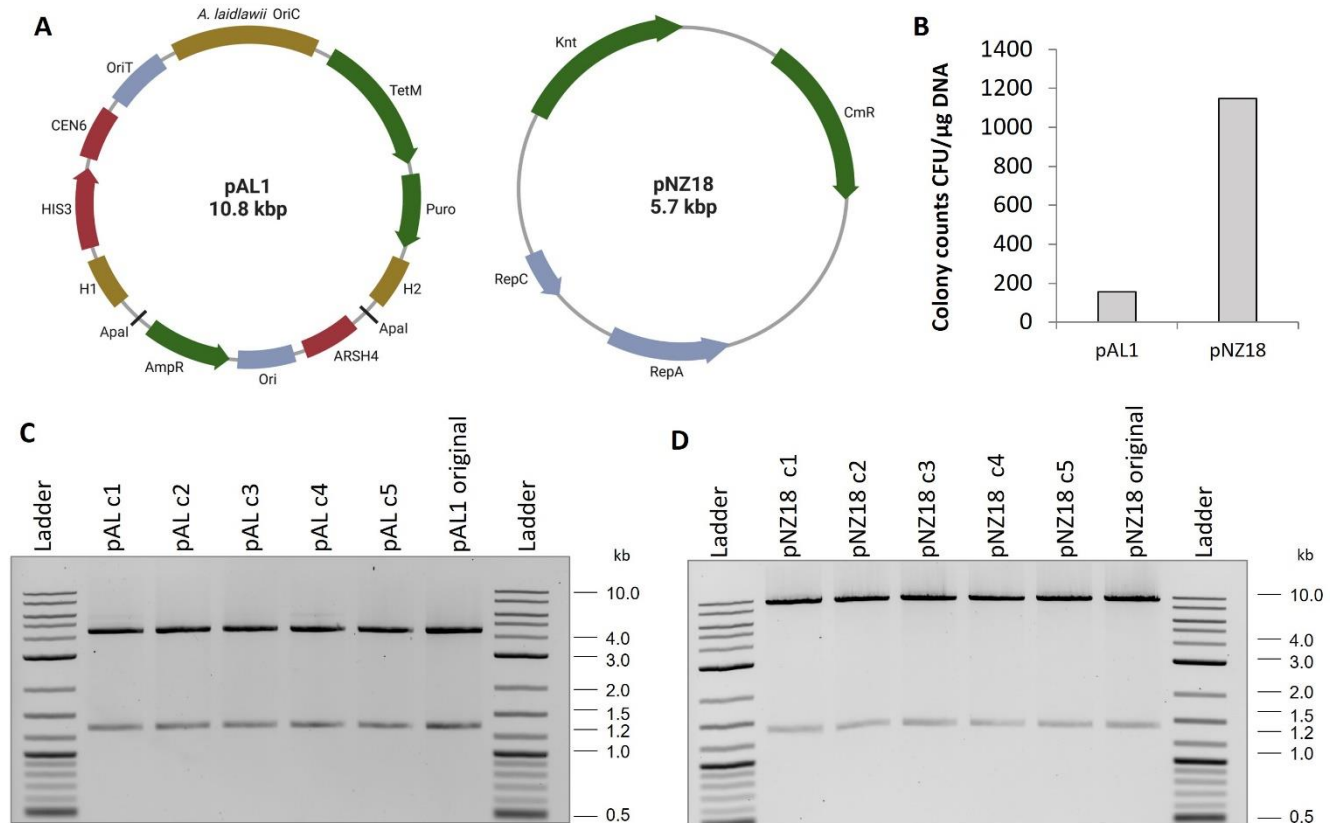 A
A. laidlawii OriC
OriT
TetM
CEN6
pAL1
10.8 kbp
HIS3
Puro
H1
H2
ApaI
ApaI
AmpR
Ori
ARSH4
Knt
CmR
pNZ18
5.7 kbp
RepC
RepA
B
Colony counts CFU/µg DNA
1400
1200
1000
800
600
400
200
0
pAL1
pNZ18
C
Ladder
pAL c1
pAL c2
pAL c3
pAL c4
pAL c5
pAL1 original
Ladder
kb
10.0
4.0
3.0
2.0
1.5
1.2
1.0
0.5
D
Ladder
pNZ18 c1
pNZ18 c2
pNZ18 c3
pNZ18 c4
pNZ18 c5
pNZ18 original
Ladder
kb
10.0
4.0
3.0
2.0
1.5
1.2
1.0
0.5